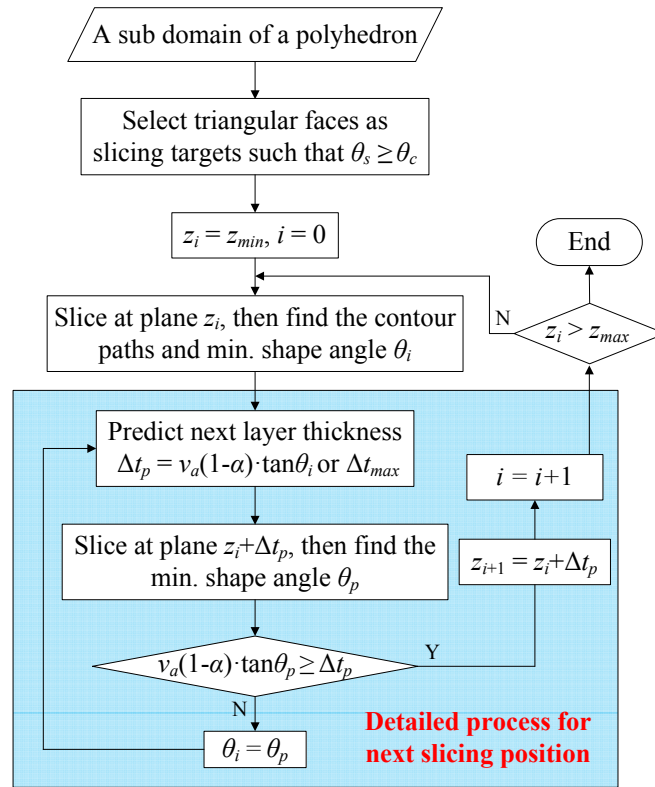 A sub domain of a polyhedron
Select triangular faces as
slicing targets such that θs ≥ θc
zi = zmin, i = 0
Slice at plane zi, then find the contour
paths and min. shape angle θi
Predict next layer thickness
Δtp = va(1-α)·tanθi or Δtmax
Slice at plane zi+Δtp, then find the
min. shape angle θp
va(1-α)·tanθp ≥ Δtp
N
θi = θp
Y
zi+1 = zi+Δtp
i = i+1
zi > zmax
N
End
Detailed process for
next slicing position